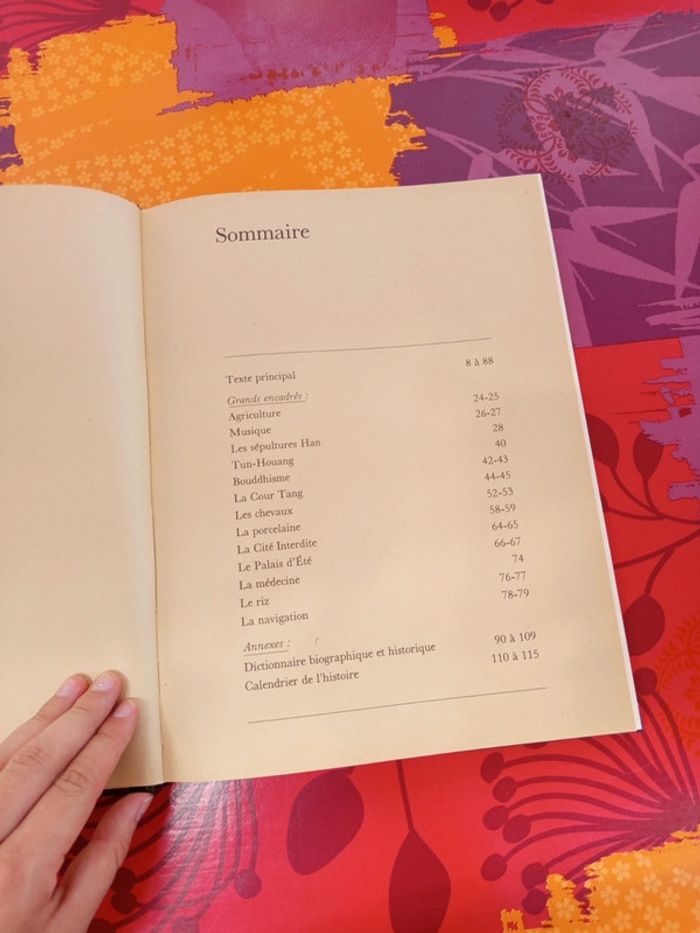 Sommaire
Texte principal 8 à 88
Grands encadrés :
Agriculture 24-25
Musique 26-27
Les sépultures Han 28
Tun-Houang 40
Bouddhisme 42-43
La Cour Tang 44-45
Les chevaux 52-53
La porcelaine 58-59
La Cité Interdite 64-65
Le Palais d'Été 66-67
La médecine 74
Le riz 76-77
La navigation 78-79
Annexes :
Dictionnaire biographique et historique 90 à 109
Calendrier de l'histoire 110 à 115